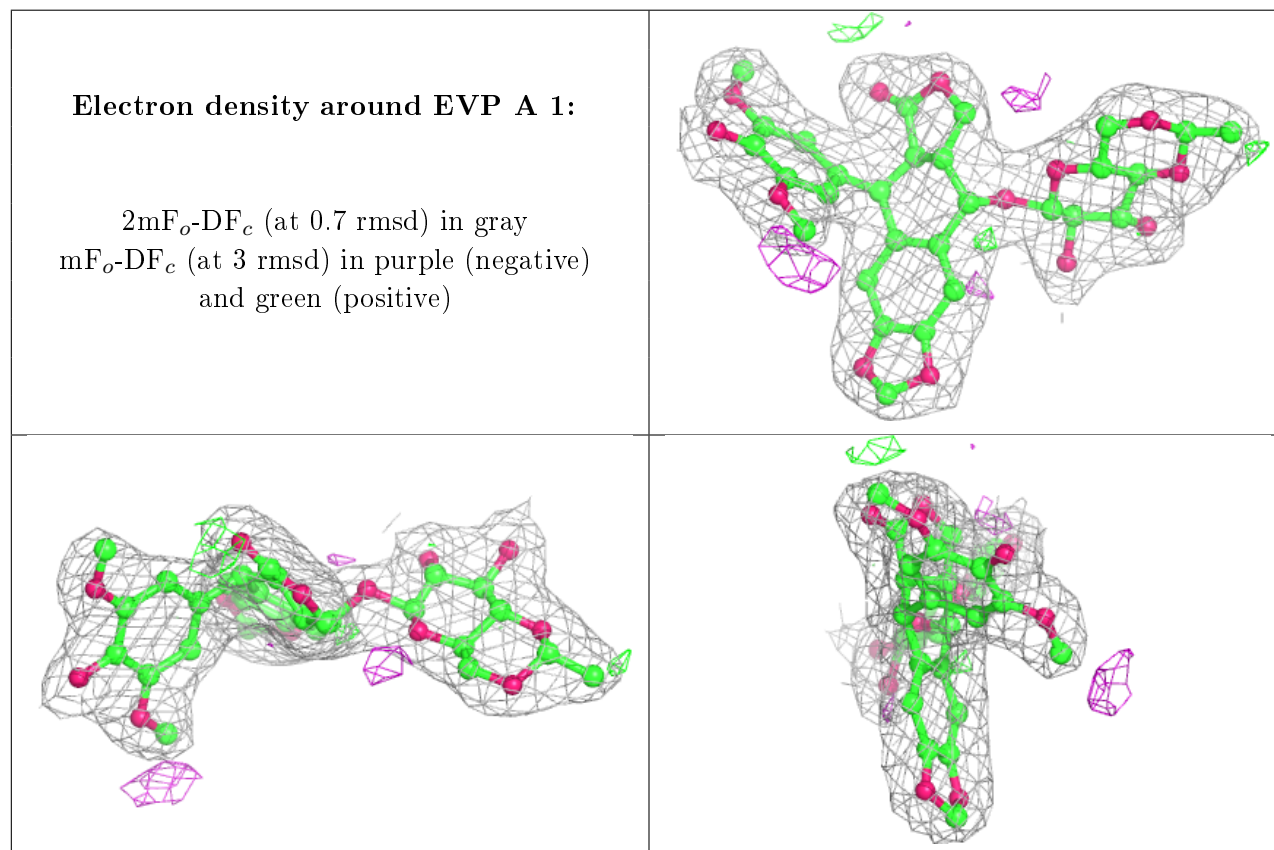 Electron density around EVP A 1:
2mFo-DFc (at 0.7 rmsd) in gray
mFo-DFc (at 3 rmsd) in purple (negative)
and green (positive)